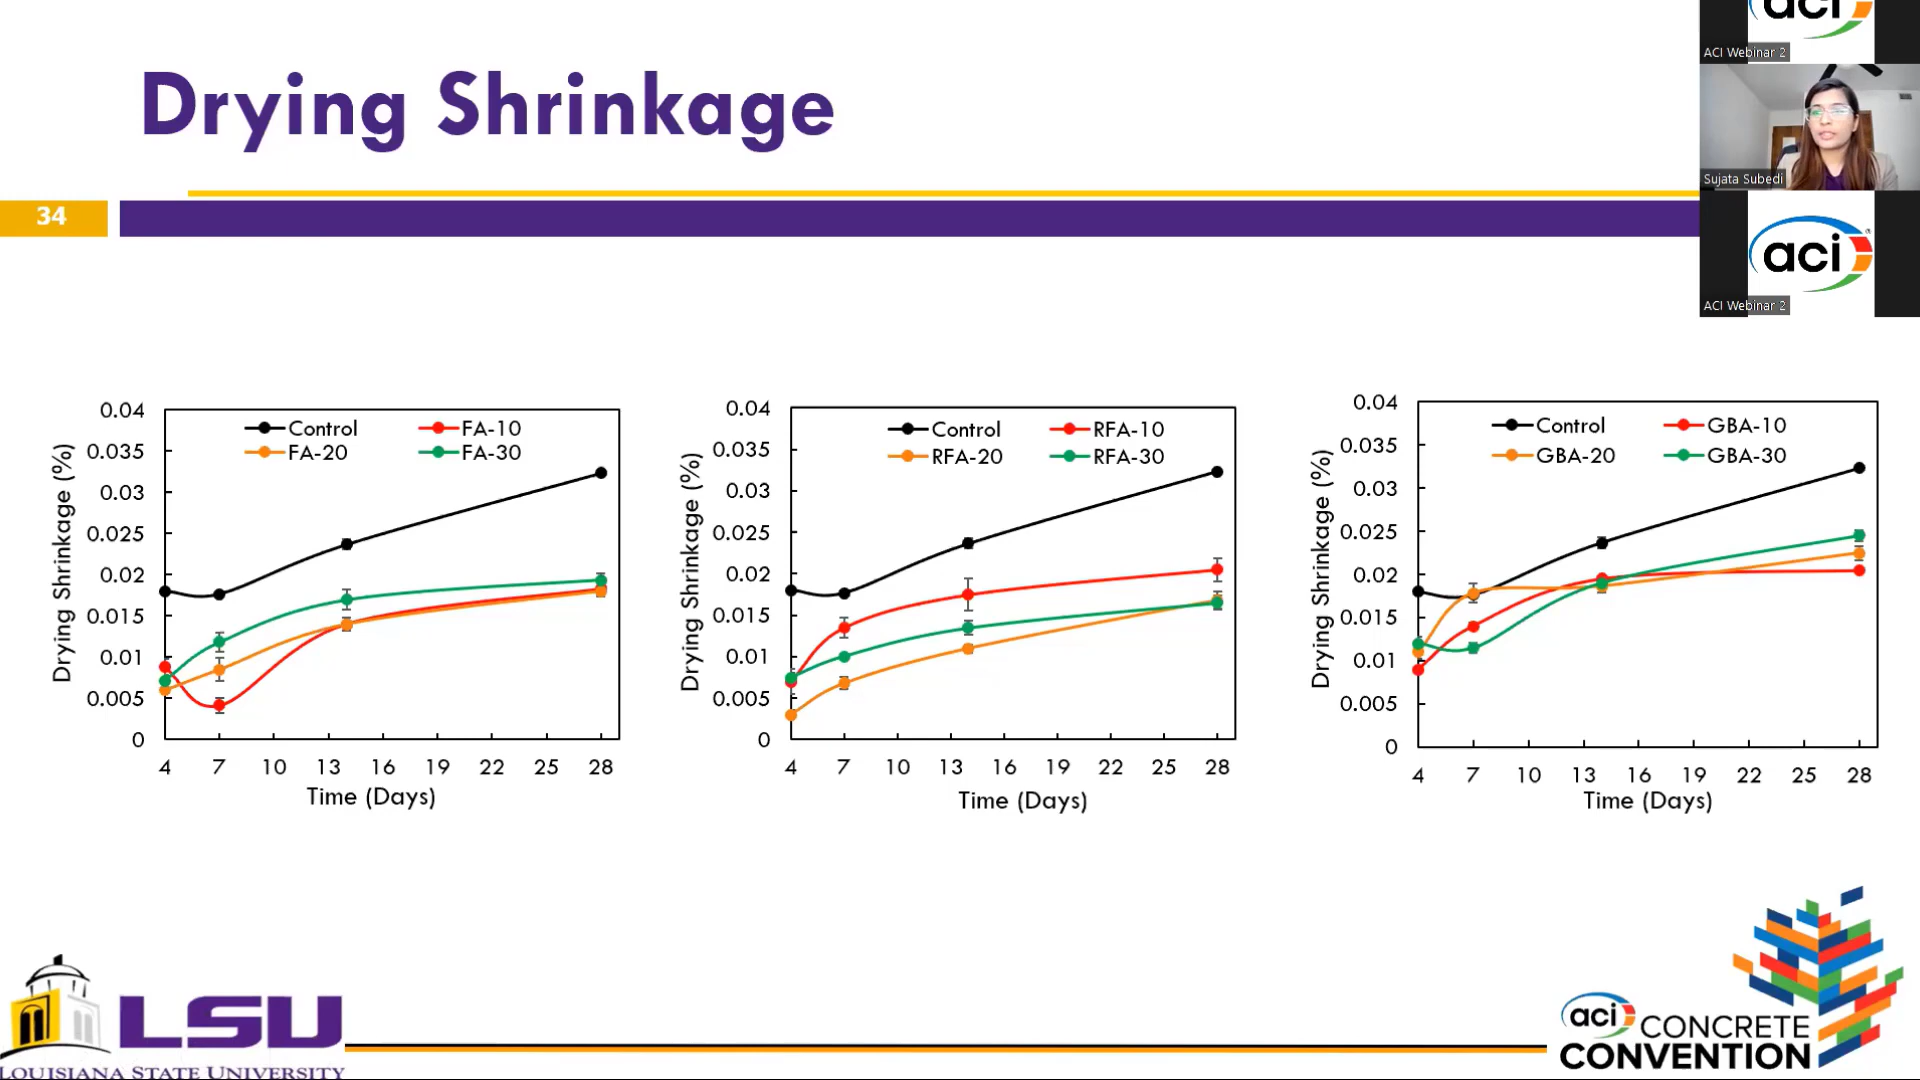 aci
ACI Webinar 2
Sujata Subedi
aci
ACI Webinar 2
Drying Shrinkage
34
Control FA-10
FA-20 FA-30
Drying Shrinkage (%)
0.04
0.035
0.03
0.025
0.02
0.015
0.01
0.005
0
4 7 10 13 16 19 22 25 28
Time (Days)
Control RFA-10
RFA-20 RFA-30
Drying Shrinkage (%)
0.04
0.035
0.03
0.025
0.02
0.015
0.01
0.005
0
4 7 10 13 16 19 22 25 28
Time (Days)
Control GBA-10
GBA-20 GBA-30
Drying Shrinkage (%)
0.04
0.035
0.03
0.025
0.02
0.015
0.01
0.005
0
4 7 10 13 16 19 22 25 28
Time (Days)
LSU
LOUISIANA STATE UNIVERSITY
aci CONCRETE
CONVENTION